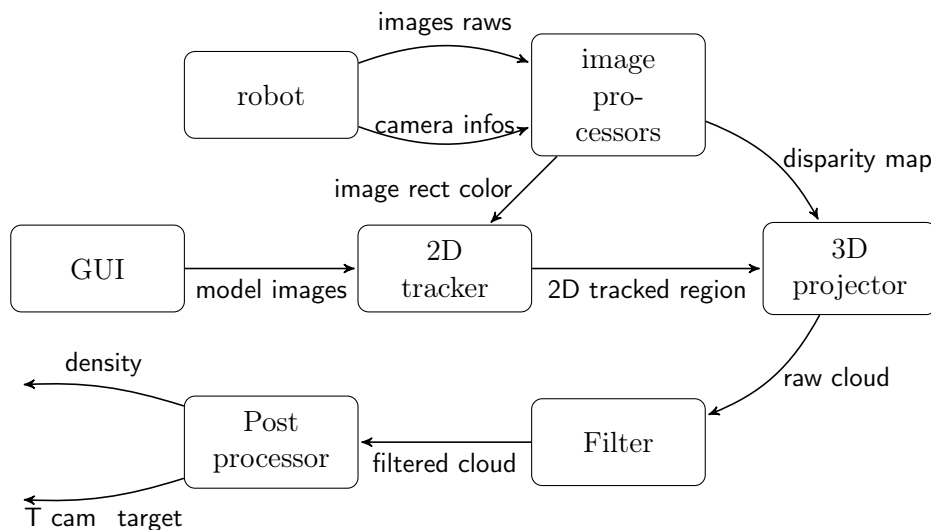 images raws
robot
image
pro-
cessors
camera infos
disparity map
image rect color
GUI
2D
tracker
3D
projector
model images
2D tracked region
density
raw cloud
Post
processor
Filter
filtered cloud
T cam target